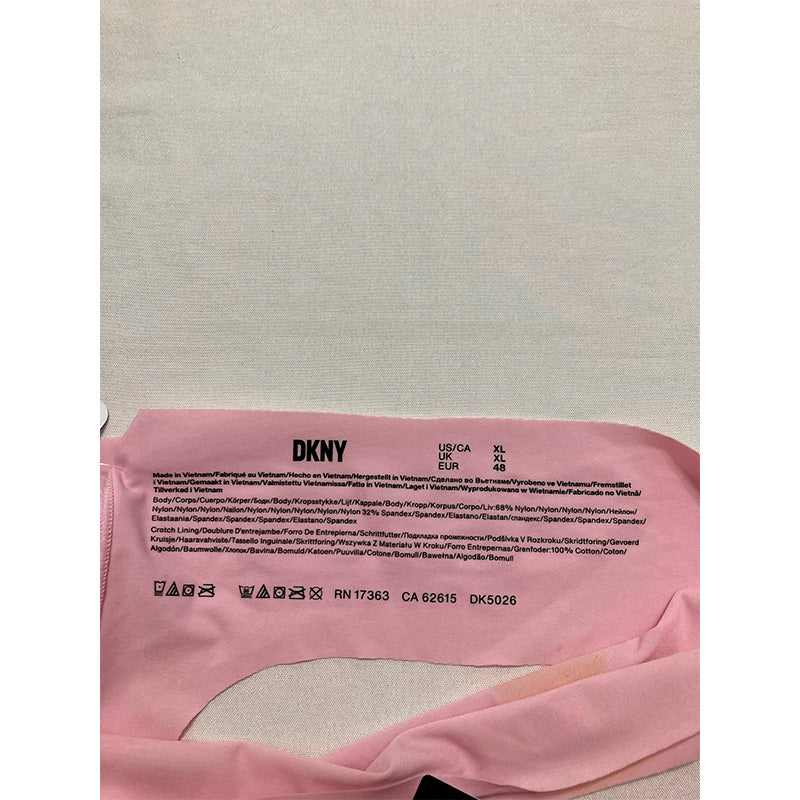 DKNY
US/CA XL
UK XL
EUR 48
Made in Vietnam/Fabriqué au Vietnam/Hecho en Vietnam/Hergestellt in Vietnam/Сделано во Вьетнаме/Vyrobeno ve Vietnamu/Fremstillet
i Vietnam/Gemaakt in Vietnam/Valmistettu Vietnamissa/Fatto in Vietnam/Laget i Vietnam/Wyprodukowano w Wietnamie/Fabricado no Vietnã/
Tillverkad i Vietnam
Body/Corps/Cuerpo/Körper/Боди/Body/Kropsstykke/Lijf/Kappale/Body/Kropp/Korpus/Corpo/Liv:68% Nylon/Nylon/Nylon/Nylon/Нейлон/
Nylon/Nylon/Nylon/Nailon/Nylon/Nylon/Nylon/Nylon/Nylon 32% Spandex/Spandex/Elastano/Elastan/спандекс/Spandex/Spandex/
Elastaania/Spandex/Spandex/Spandex/Elastano/Spandex
Crotch Lining/Doublure D'entrejambe/Forro De Entrepierna/Schrittfutter/Подкладка промежности/Podšívka V Rozkroku/Skridtforing/Gevoerd
Kruisje/Haaravahviste/Tassello Inguinale/Skrittforing/Wszywka Z Materiału W Kroku/Forro Entrepernas/Grenfoder:100% Cotton/Coton/
Algodón/Baumwolle/Хлопок/Bavlna/Bomuld/Katoen/Puuvilla/Cotone/Bomull/Bawełna/Algodão/Bomull
RN 17363 CA 62615 DK5026